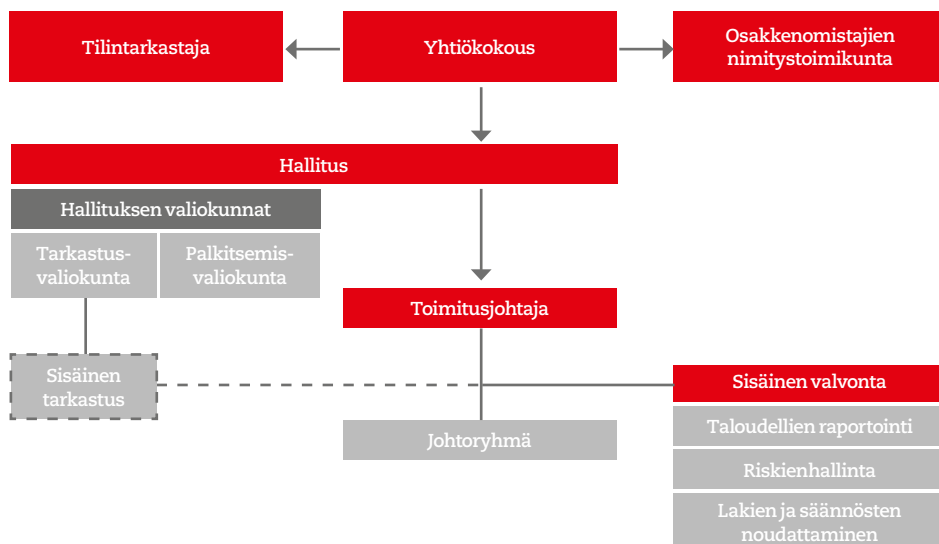 Tilintarkastaja
Yhtiökokous
Osakkenomistajien
nimitystoimikunta
Hallitus
Hallituksen valiokunnat
Tarkastus-
valiokunta
Palkitsemis-
valiokunta
Toimitusjohtaja
Sisäinen
tarkastus
Sisäinen valvonta
Johtoryhmä
Taloudellien raportointi
Riskienhallinta
Lakien ja säännösten
noudattaminen